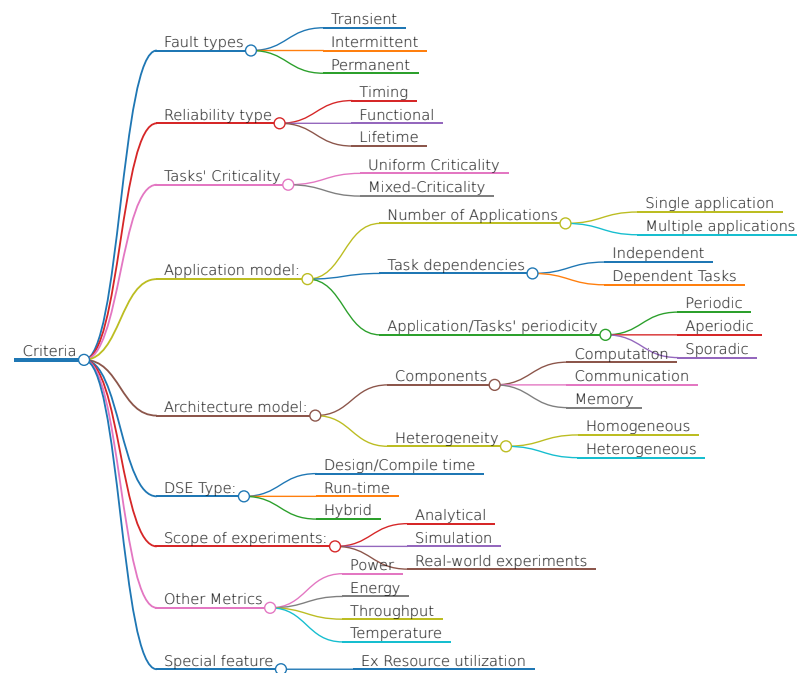 Criteria
Fault types
Transient
Intermittent
Permanent
Reliability type
Timing
Functional
Lifetime
Tasks' Criticality
Uniform Criticality
Mixed-Criticality
Application model:
Number of Applications
Single application
Multiple applications
Task dependencies
Independent
Dependent Tasks
Application/Tasks' periodicity
Periodic
Aperiodic
Sporadic
Architecture model:
Components
Computation
Communication
Memory
Heterogeneity
Homogeneous
Heterogeneous
DSE Type:
Design/Compile time
Run-time
Hybrid
Scope of experiments:
Analytical
Simulation
Real-world experiments
Other Metrics
Power
Energy
Throughput
Temperature
Special feature
Ex Resource utilization